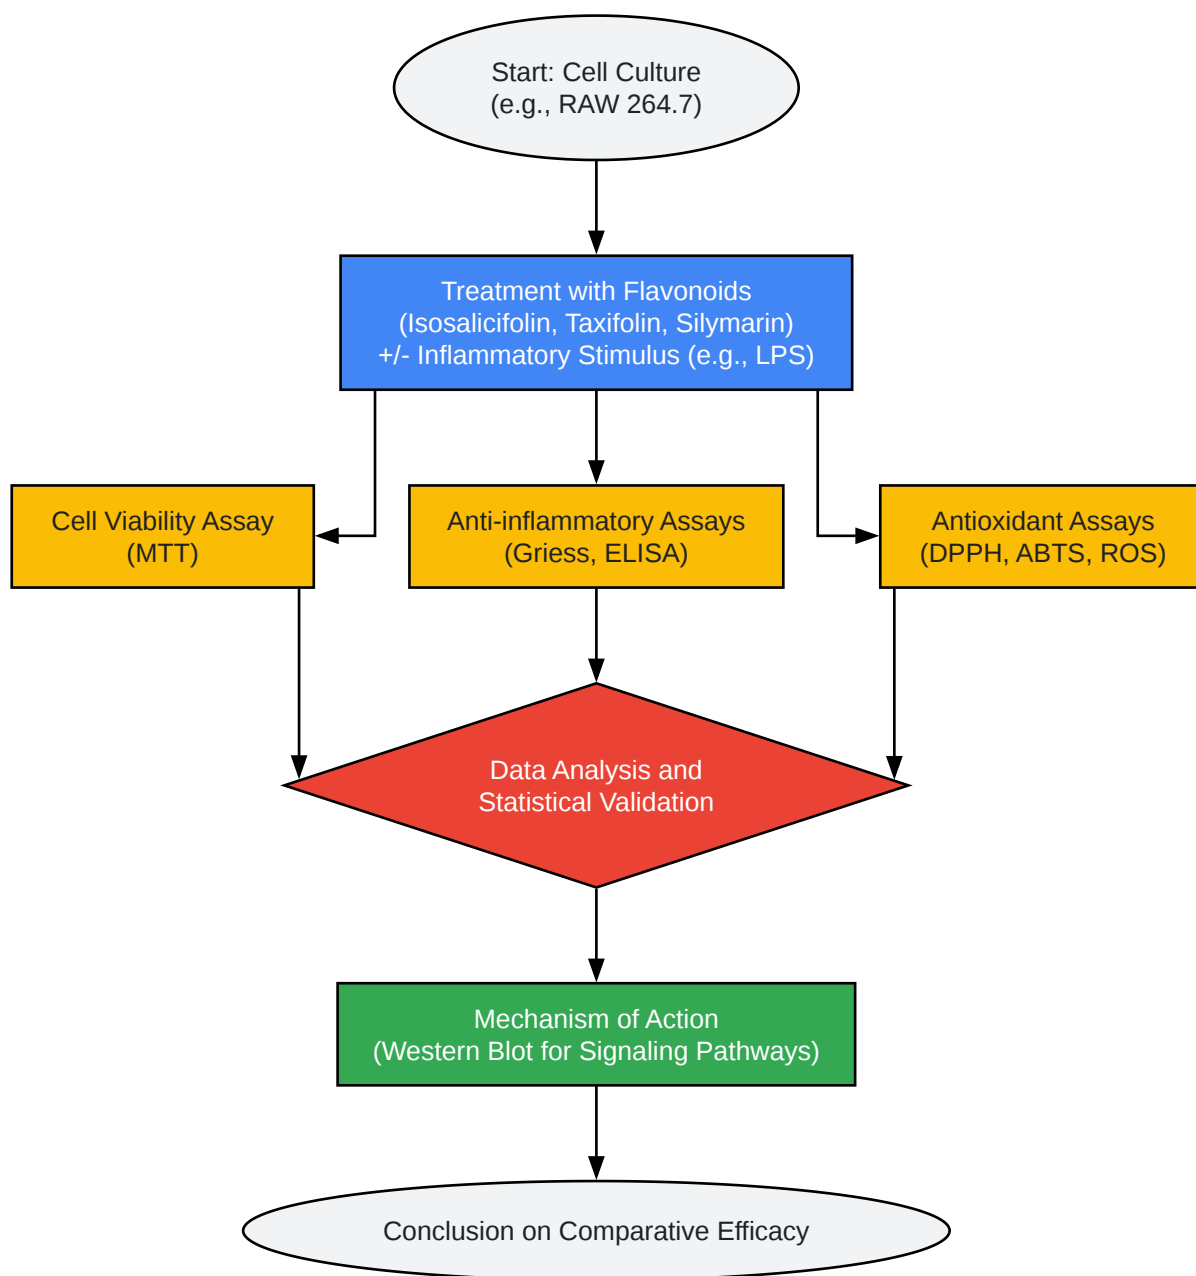 Start: Cell Culture
(e.g., RAW 264.7)
Treatment with Flavonoids
(Isosalicifolin, Taxifolin, Silymarin)
+/- Inflammatory Stimulus (e.g., LPS)
Cell Viability Assay
(MTT)
Anti-inflammatory Assays
(Griess, ELISA)
Antioxidant Assays
(DPPH, ABTS, ROS)
Data Analysis and
Statistical Validation
Mechanism of Action
(Western Blot for Signaling Pathways)
Conclusion on Comparative Efficacy